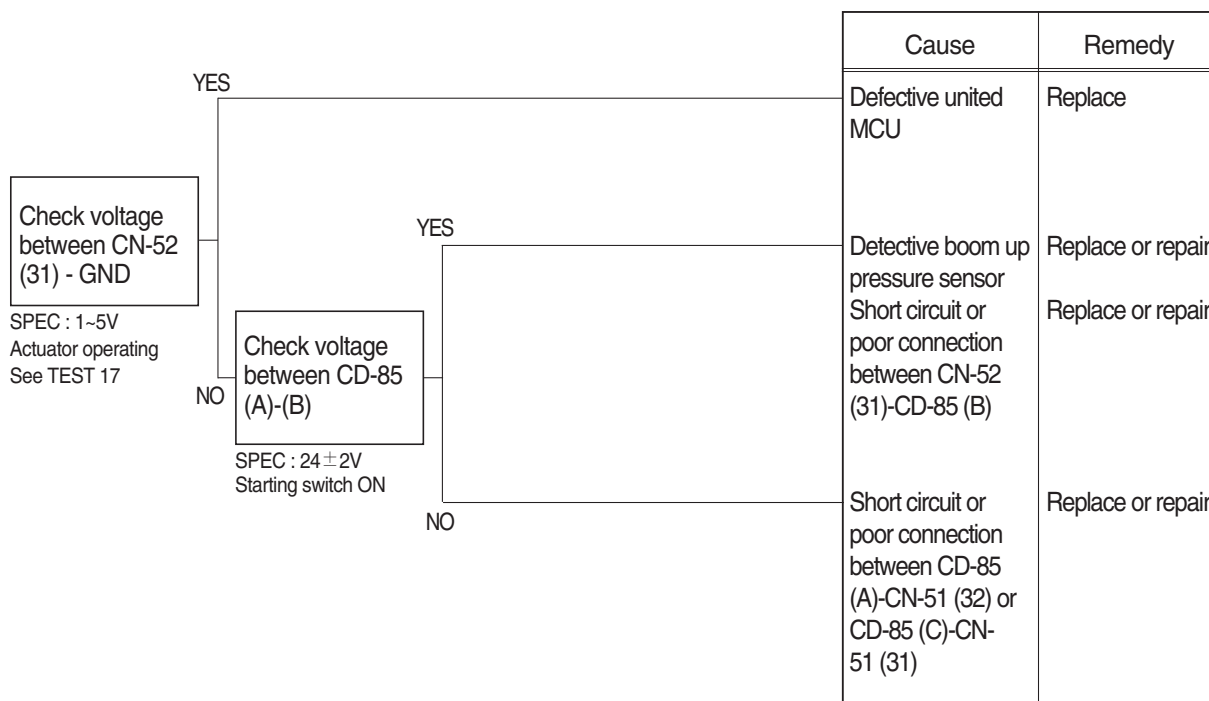 Cause
Remedy
YES
Defective united
MCU
Replace
Check voltage
between CN-52
(31) - GND
SPEC : 1~5V
Actuator operating
See TEST 17
YES
Detective boom up
pressure sensor
Replace or repair
Short circuit or
poor connection
between CN-52
(31)-CD-85 (B)
Replace or repair
NO
Check voltage
between CD-85
(A)-(B)
SPEC : 24±2V
Starting switch ON
NO
Short circuit or
poor connection
between CD-85
(A)-CN-51 (32) or
CD-85 (C)-CN-
51 (31)
Replace or repair